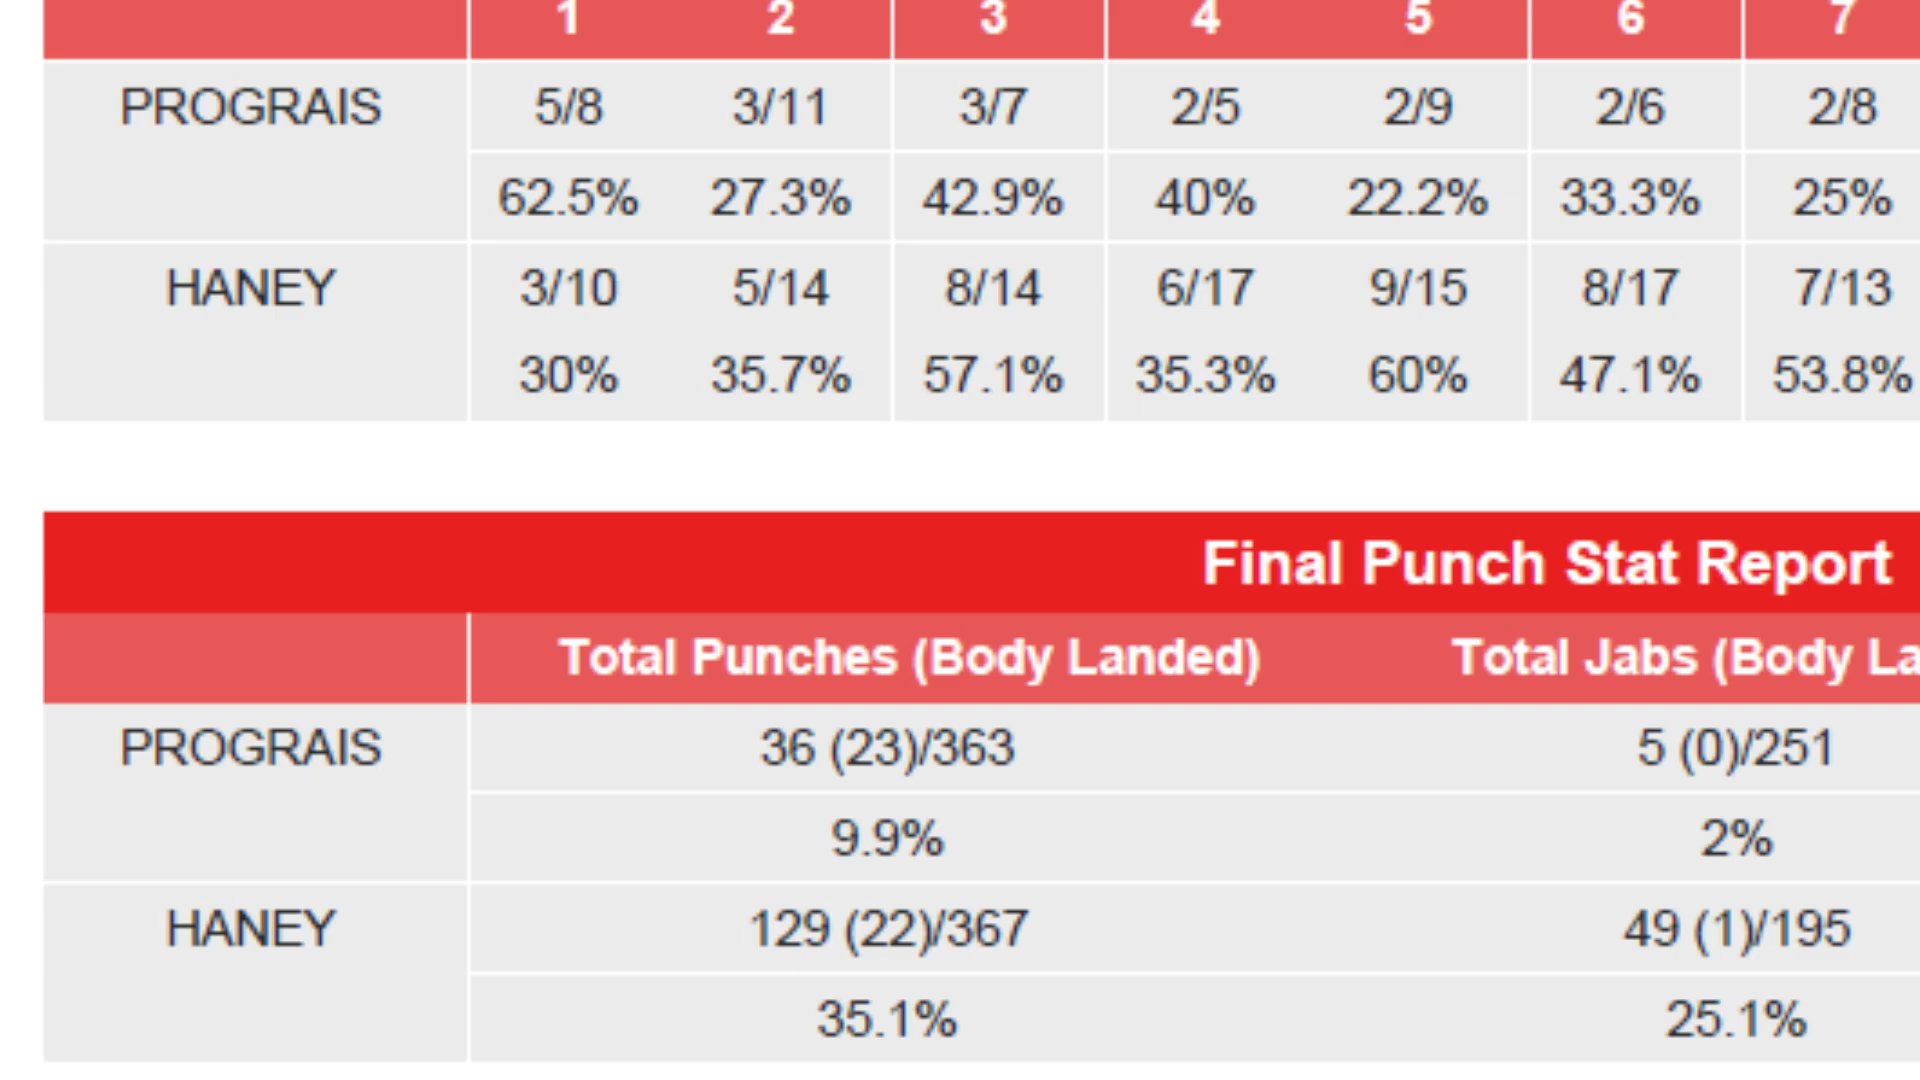 1 2 3 4 5 6 7
PROGRAIS 5/8 3/11 3/7 2/5 2/9 2/6 2/8
62.5% 27.3% 42.9% 40% 22.2% 33.3% 25%
HANEY 3/10 5/14 8/14 6/17 9/15 8/17 7/13
30% 35.7% 57.1% 35.3% 60% 47.1% 53.8%
Final Punch Stat Report
Total Punches (Body Landed) Total Jabs (Body La
PROGRAIS 36 (23)/363 5 (0)/251
9.9% 2%
HANEY 129 (22)/367 49 (1)/195
35.1% 25.1%